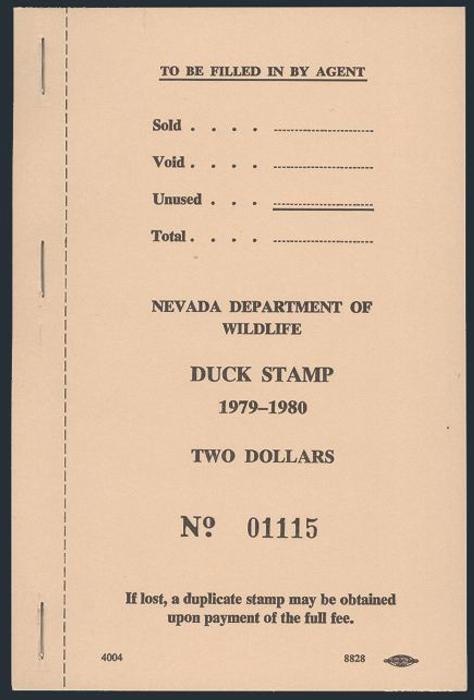 TO BE FILLED IN BY AGENT
Sold . . . .
Void . . . .
Unused . . .
Total . . . .
NEVADA DEPARTMENT OF
WILDLIFE
DUCK STAMP
1979–1980
TWO DOLLARS
Nº 01115
If lost, a duplicate stamp may be obtained
upon payment of the full fee.
4004 8828